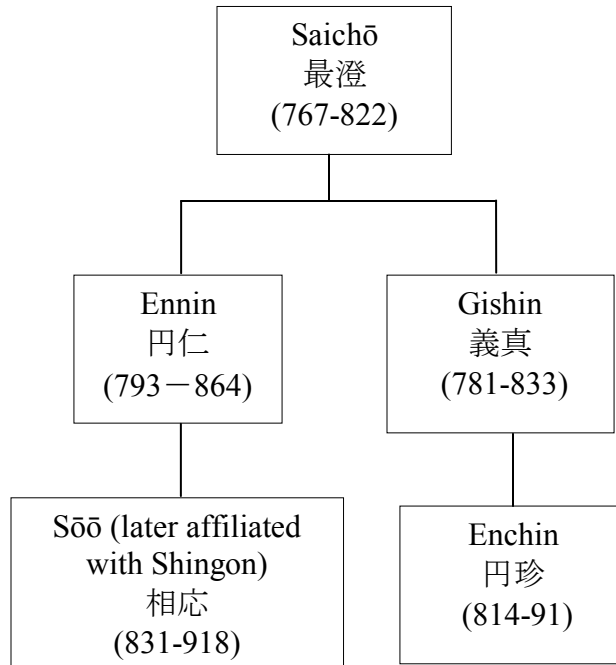 Saichō
最澄
(767-822)
Ennin
円仁
(793－864)
Gishin
義真
(781-833)
Sōō (later affiliated
with Shingon)
相応
(831-918)
Enchin
円珍
(814-91)